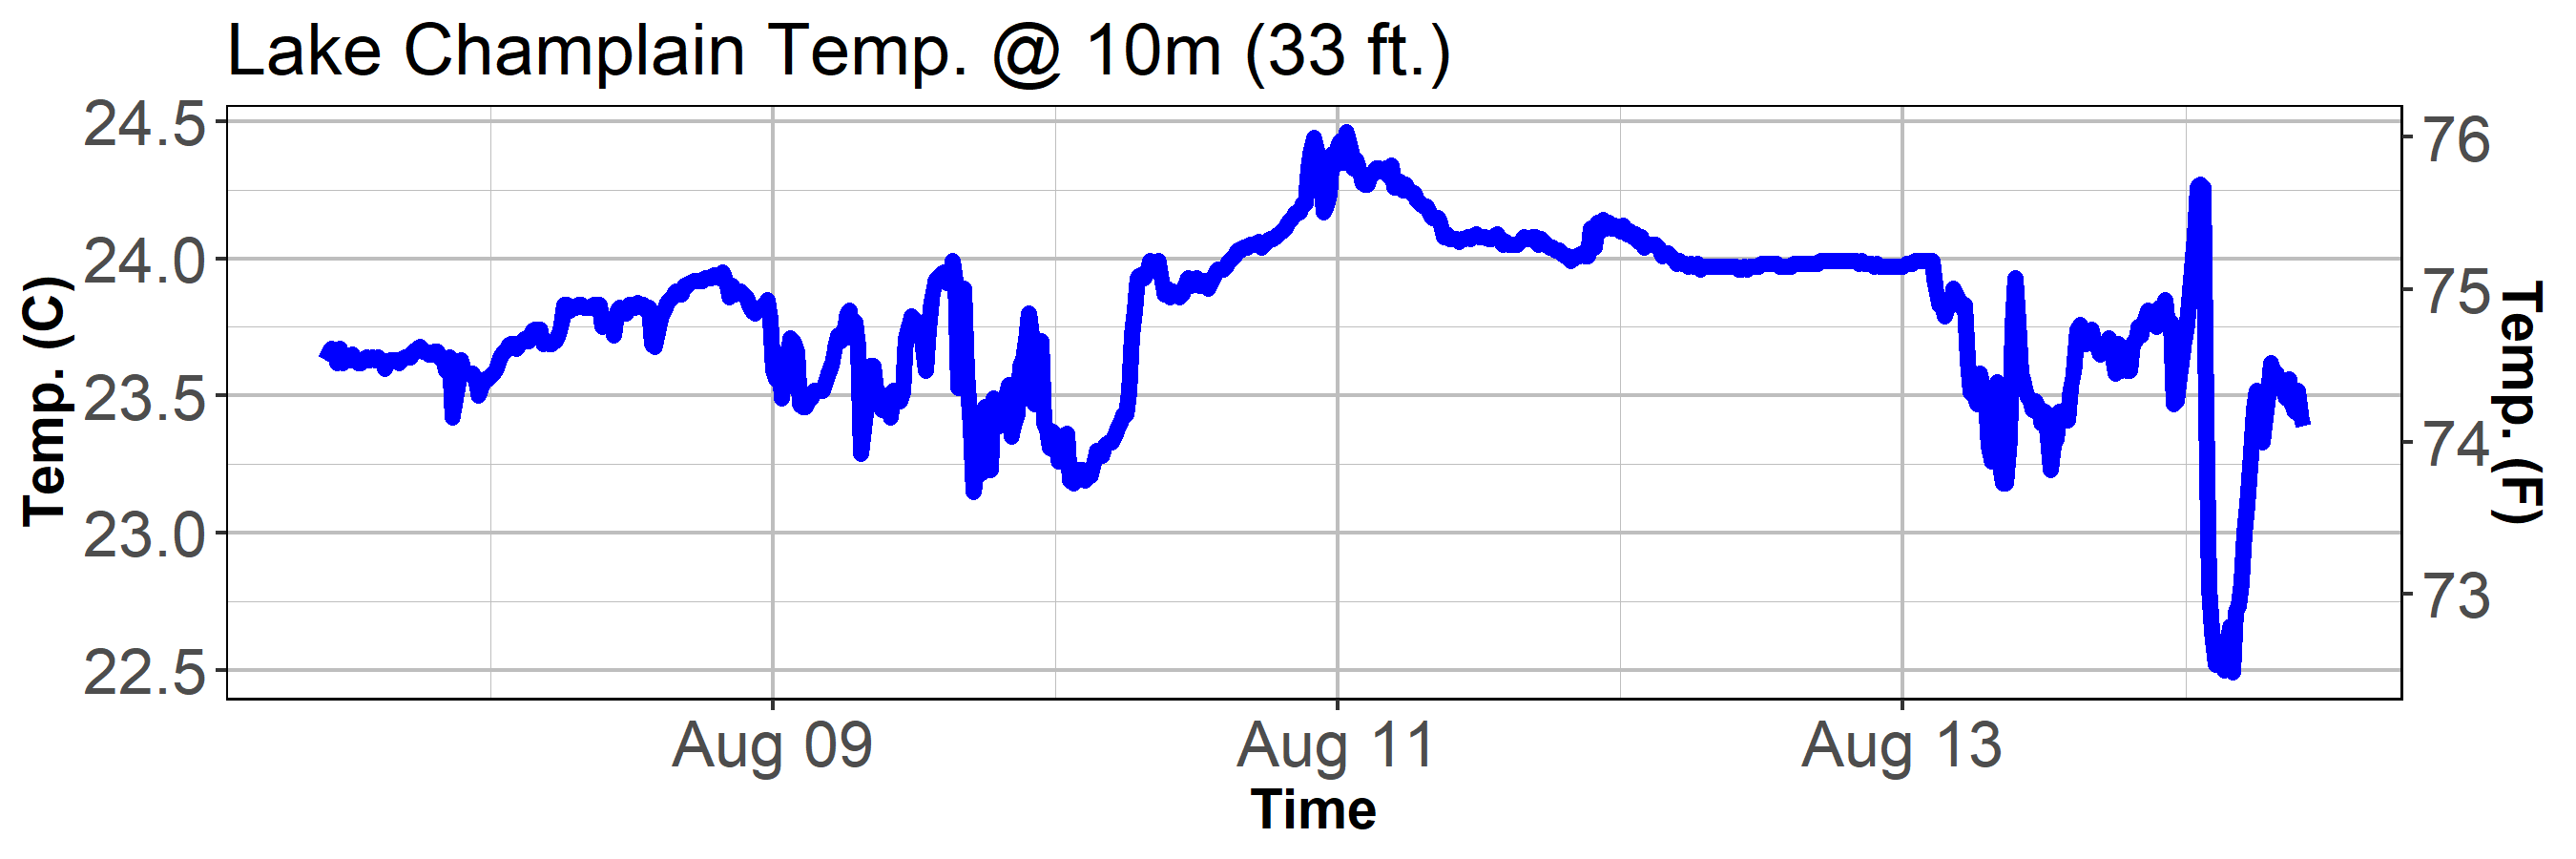 Lake Champlain Temp. @ 10m (33 ft.)
Temp. (C)
24.5
24.0
23.5
23.0
22.5
76
75
74
73
Temp. (F)
Aug 09
Aug 11
Aug 13
Time